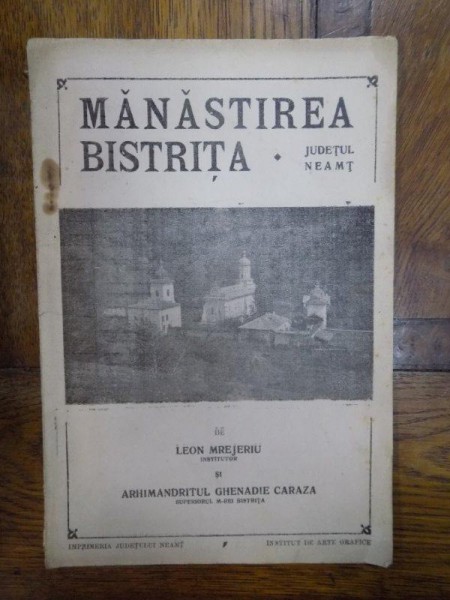 MĂNĂSTIREA
BISTRIȚA • JUDEȚUL
NEAMȚ
DE
LEON MREJERIU
INSTITUTOR
ȘI
ARHIMANDRITUL GHENADIE CARAZA
SUPERIORUL M-RII BISTRIȚA
IMPRIMERIA JUDEȚULUI NEAMȚ INSTITUT DE ARTE GRAFICE